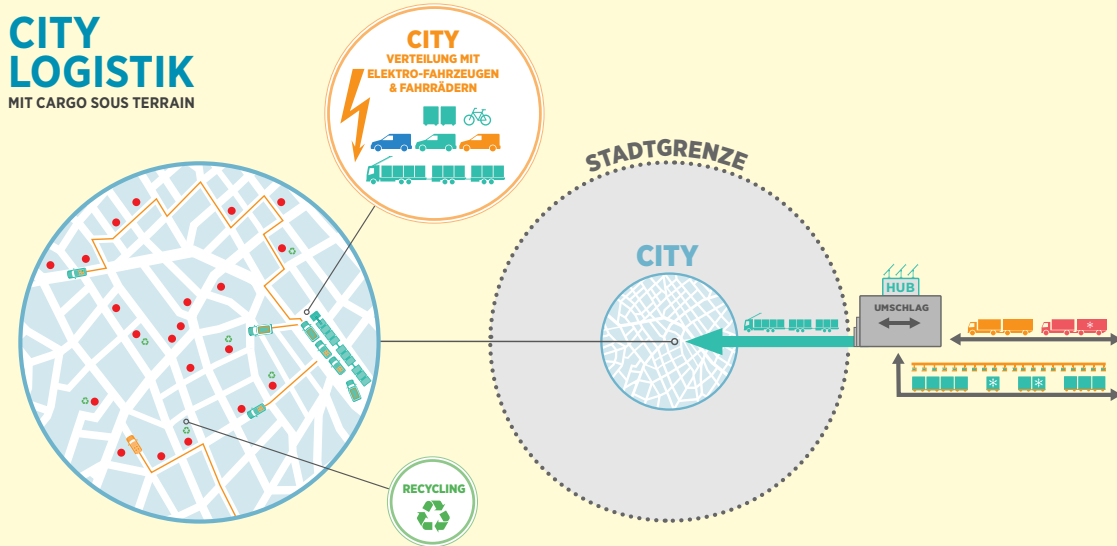 CITY
LOGISTIK
MIT CARGO SOUS TERRAIN
CITY
VERTEILUNG MIT
ELEKTRO-FAHRZEUGEN
& FAHRRÄDERN
STADTGRENZE
CITY
HUB
UMSCHLAG
RECYCLING